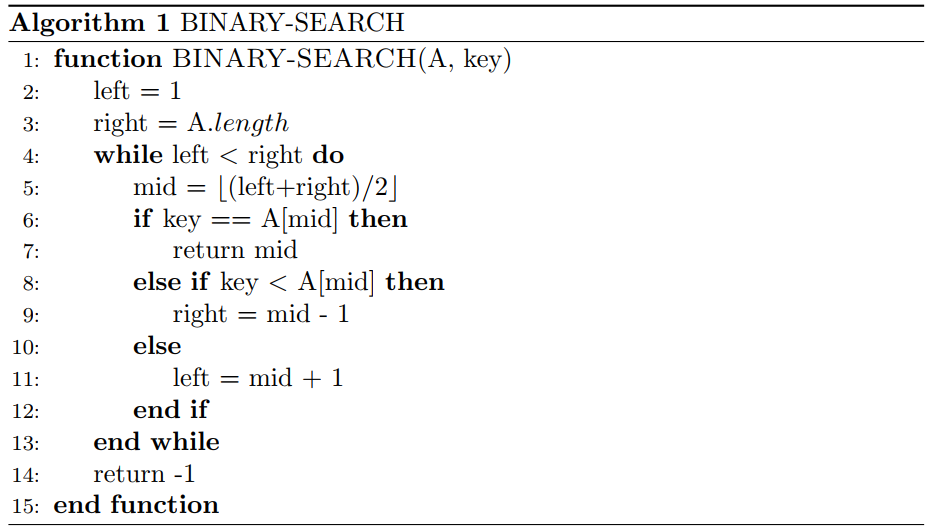 Algorithm 1 BINARY-SEARCH
1: function BINARY-SEARCH(A, key)
2: left = 1
3: right = A.length
4: while left < right do
5: mid = ⌊(left+right)/2⌋
6: if key == A[mid] then
7: return mid
8: else if key < A[mid] then
9: right = mid - 1
10: else
11: left = mid + 1
12: end if
13: end while
14: return -1
15: end function